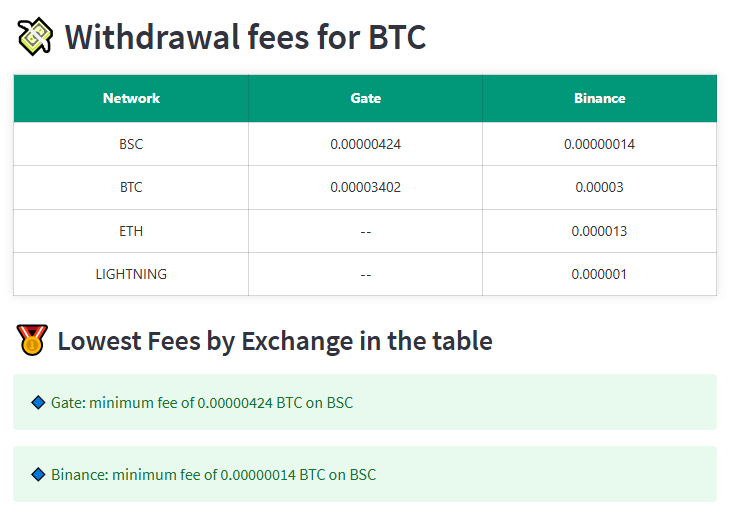 Withdrawal fees for BTC
Network Gate Binance
BSC 0.00000424 0.00000014
BTC 0.00003402 0.00003
ETH -- 0.000013
LIGHTNING -- 0.000001
Lowest Fees by Exchange in the table
Gate: minimum fee of 0.00000424 BTC on BSC
Binance: minimum fee of 0.00000014 BTC on BSC